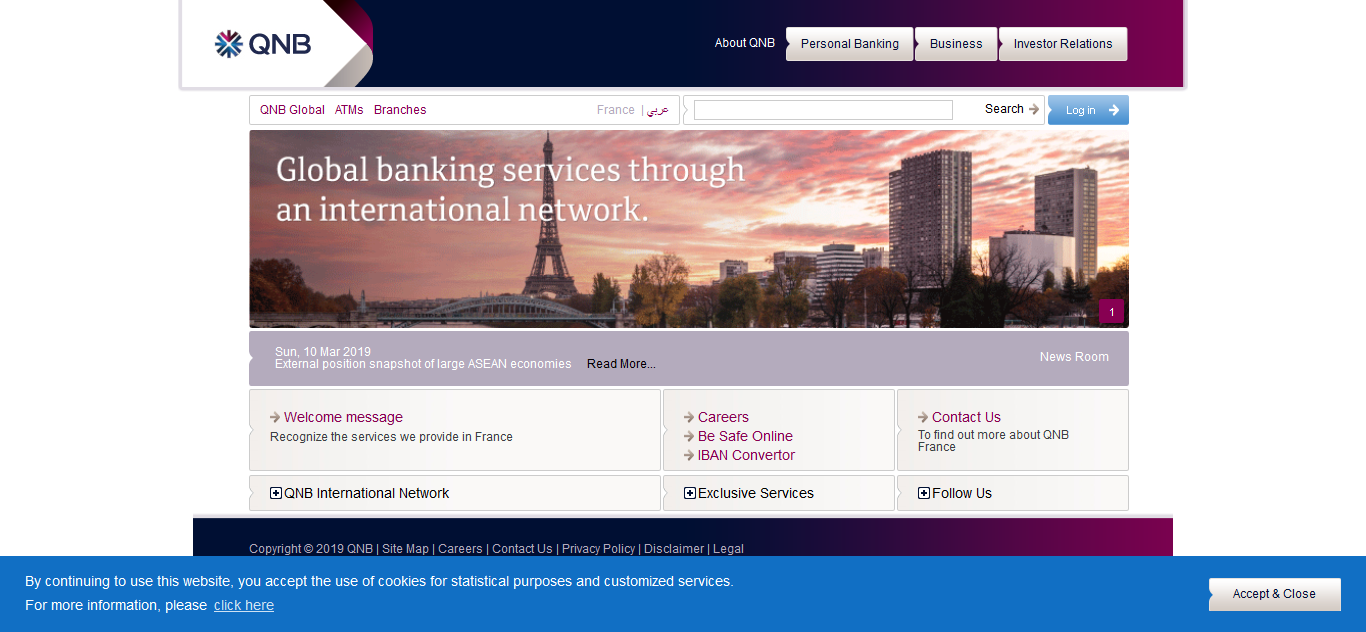 QNB
About QNB
Personal Banking
Business
Investor Relations
QNB Global ATMs Branches
France | عربي
Search
Log in
Global banking services through
an international network.
1
Sun, 10 Mar 2019
External position snapshot of large ASEAN economies Read More...
News Room
Welcome message
Recognize the services we provide in France
Careers
Be Safe Online
IBAN Convertor
Contact Us
To find out more about QNB
France
QNB International Network
Exclusive Services
Follow Us
Copyright © 2019 QNB | Site Map | Careers | Contact Us | Privacy Policy | Disclaimer | Legal
By continuing to use this website, you accept the use of cookies for statistical purposes and customized services.
For more information, please click here
Accept & Close